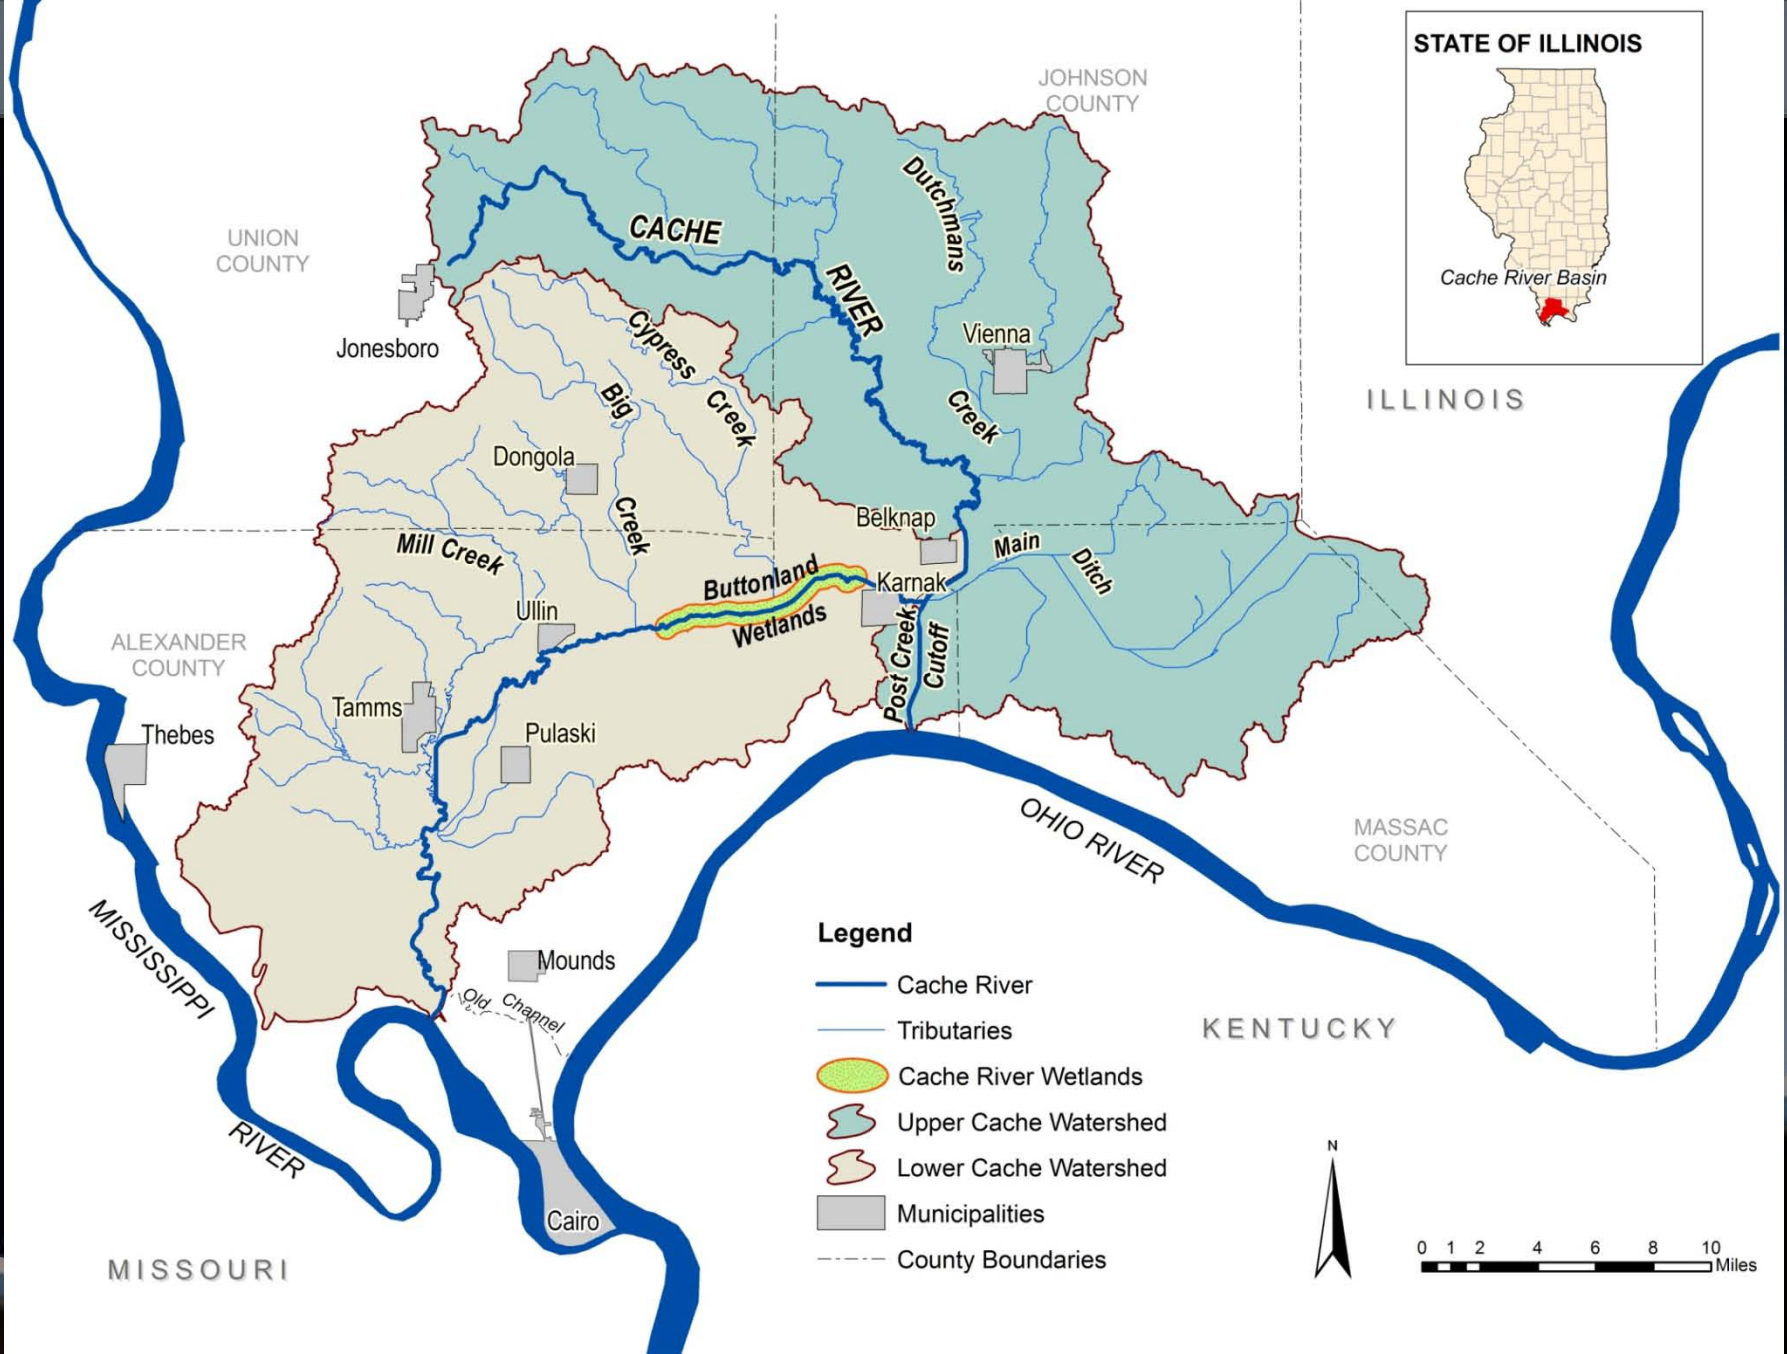 STATE OF ILLINOIS
Cache River Basin
JOHNSON
COUNTY
UNION
COUNTY
CACHE
RIVER
Dutchmans
Creek
Vienna
Jonesboro
Cypress
Creek
Big
Creek
ILLINOIS
Dongola
Belknap
Mill Creek
Main
Ditch
Buttonland
Wetlands
Karnak
Ullin
Post Creek
Cutoff
ALEXANDER
COUNTY
Tamms
Thebes
Pulaski
OHIO RIVER
MASSAC
COUNTY
MISSISSIPPI
RIVER
Mounds
Old Channel
KENTUCKY
Cairo
MISSOURI
Legend
Cache River
Tributaries
Cache River Wetlands
Upper Cache Watershed
Lower Cache Watershed
Municipalities
County Boundaries
N
0 1 2 4 6 8 10
Miles